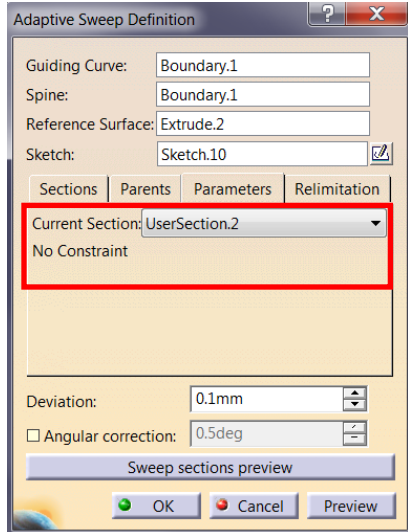 Adaptive Sweep Definition ? X
Guiding Curve: Boundary.1
Spine: Boundary.1
Reference Surface: Extrude.2
Sketch: Sketch.10
Sections Parents Parameters Relimitation
Current Section: UserSection.2
No Constraint
Deviation: 0.1mm
Angular correction: 0.5deg
Sweep sections preview
OK Cancel Preview